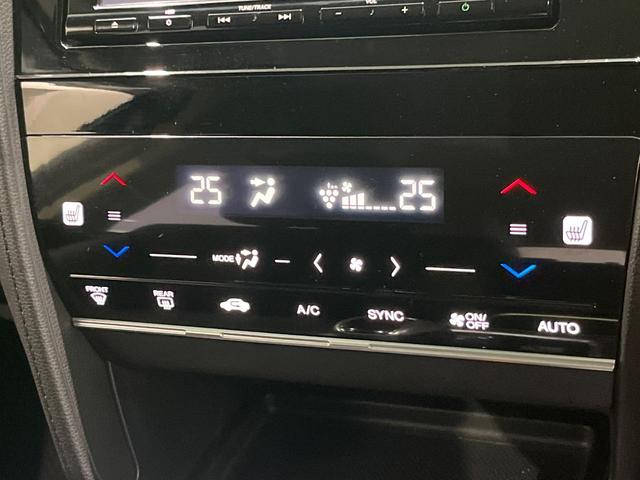 TUNE/TRACK
VOL
- +
25 25
MODE
FRONT REAR A/C SYNC ON/OFF AUTO